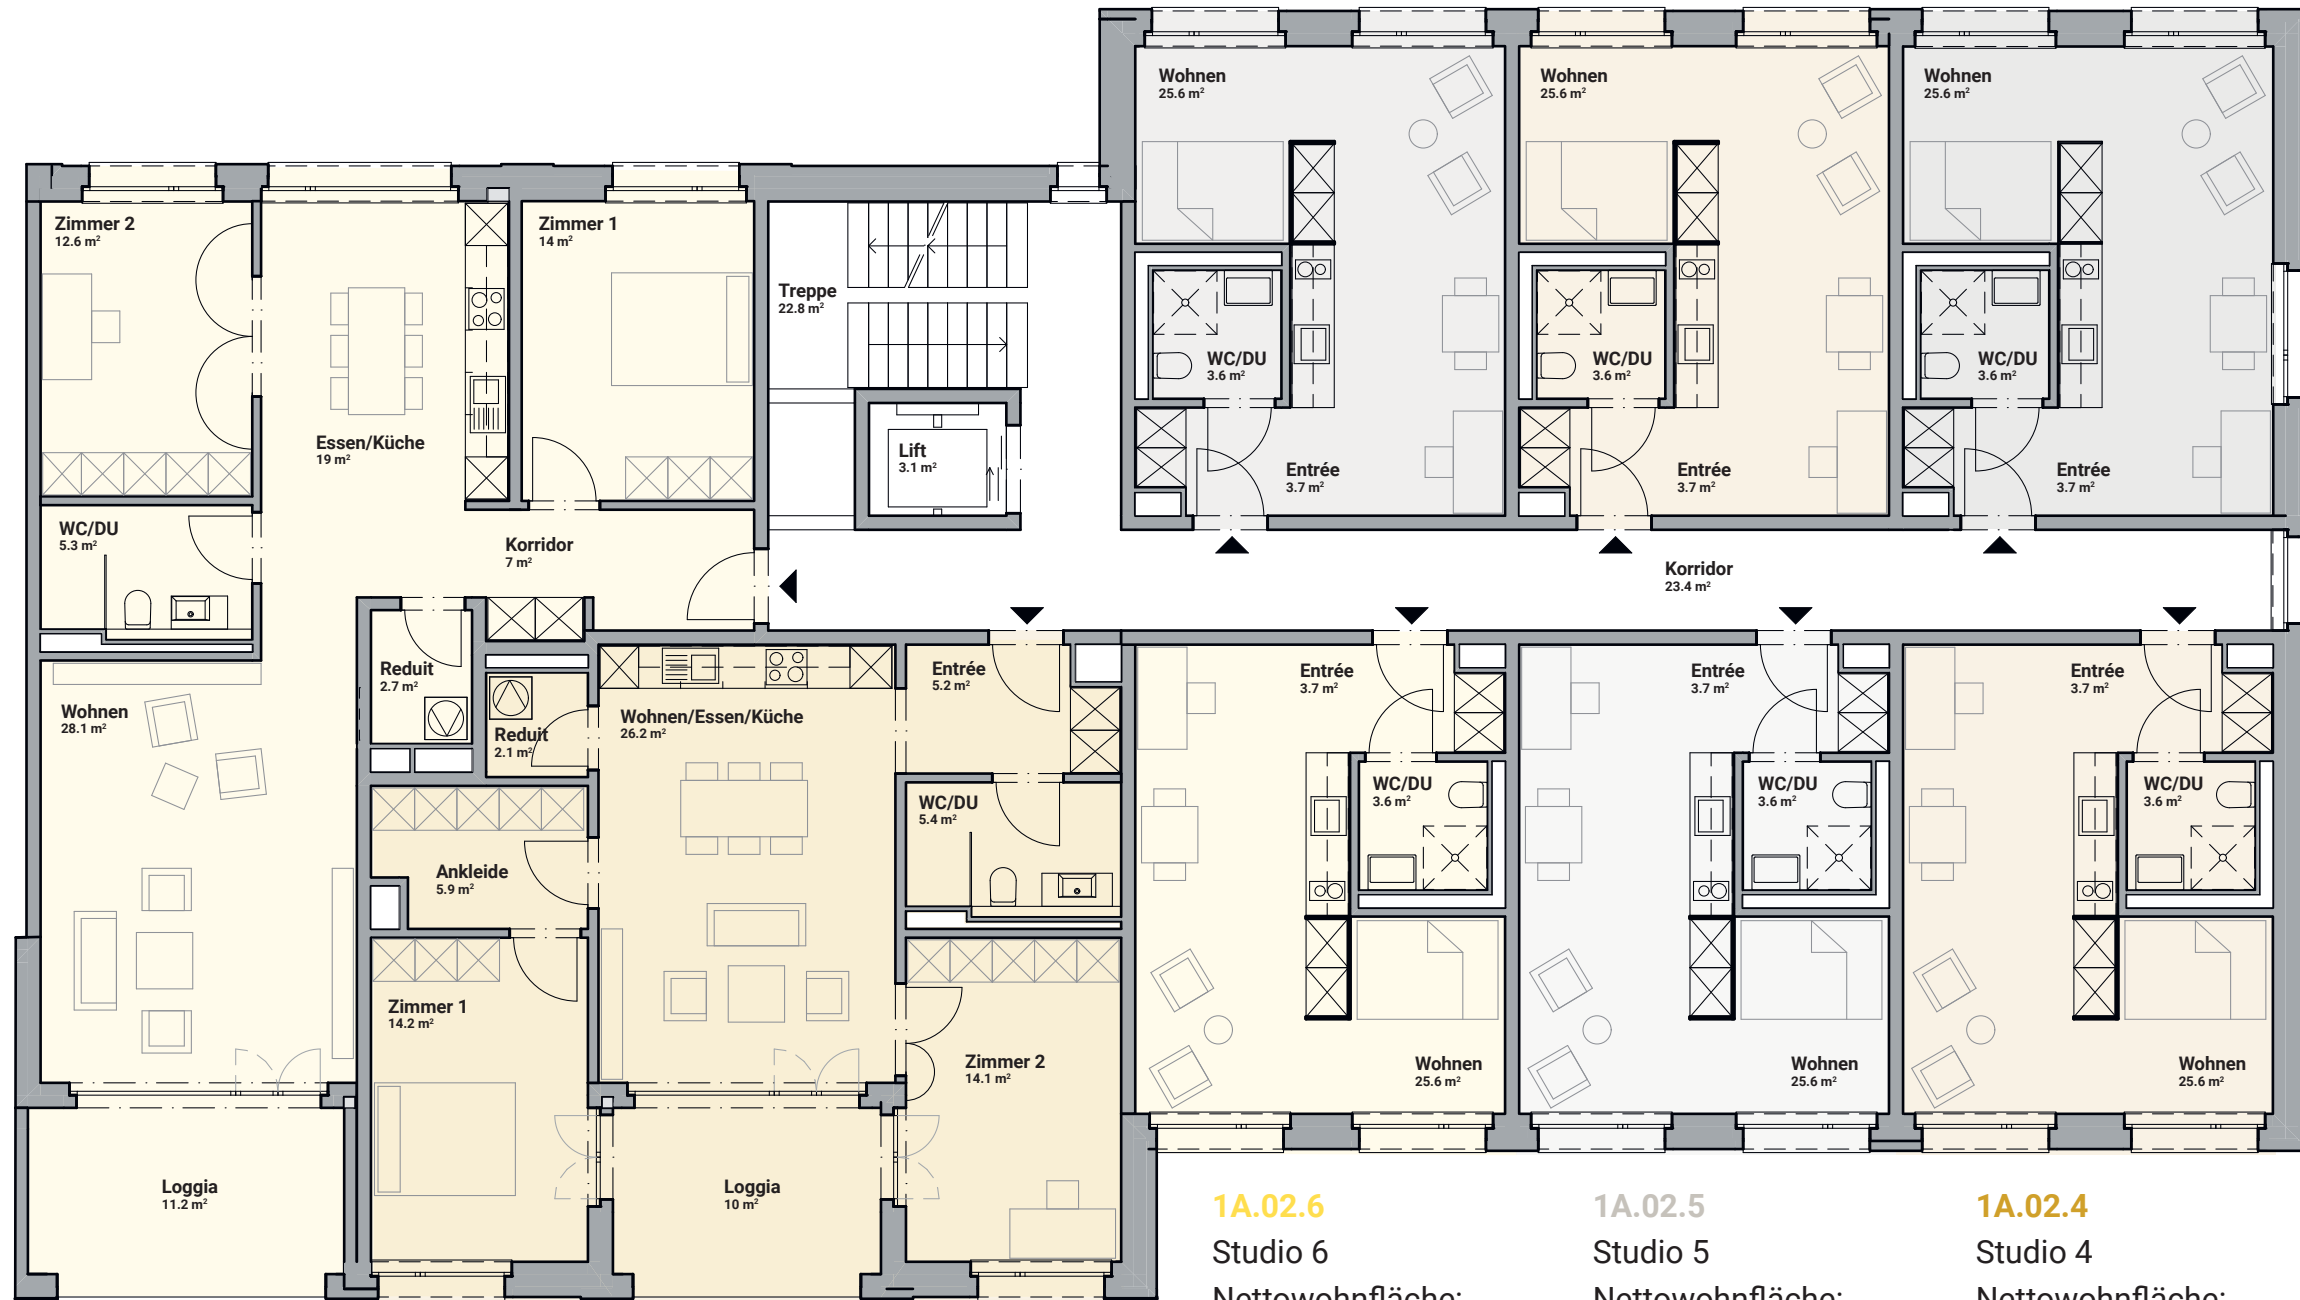 Wohnen
25.6 m²
Wohnen
25.6 m²
Wohnen
25.6 m²
Zimmer 2
12.6 m²
Zimmer 1
14 m²
Treppe
22.8 m²
WC/DU
3.6 m²
WC/DU
3.6 m²
WC/DU
3.6 m²
Essen/Küche
19 m²
Lift
3.1 m²
Entrée
3.7 m²
Entrée
3.7 m²
Entrée
3.7 m²
WC/DU
5.3 m²
Korridor
7 m²
Korridor
23.4 m²
Reduit
2.7 m²
Entrée
5.2 m²
Entrée
3.7 m²
Entrée
3.7 m²
Entrée
3.7 m²
Wohnen
28.1 m²
Reduit
2.1 m²
Wohnen/Essen/Küche
26.2 m²
WC/DU
5.4 m²
WC/DU
3.6 m²
WC/DU
3.6 m²
WC/DU
3.6 m²
Ankleide
5.9 m²
Zimmer 1
14.2 m²
Zimmer 2
14.1 m²
Wohnen
25.6 m²
Wohnen
25.6 m²
Wohnen
25.6 m²
Loggia
11.2 m²
Loggia
10 m²
1A.02.6
Studio 6
Nettowohnfläche:
1A.02.5
Studio 5
Nettowohnfläche:
1A.02.4
Studio 4
Nettowohnfläche: